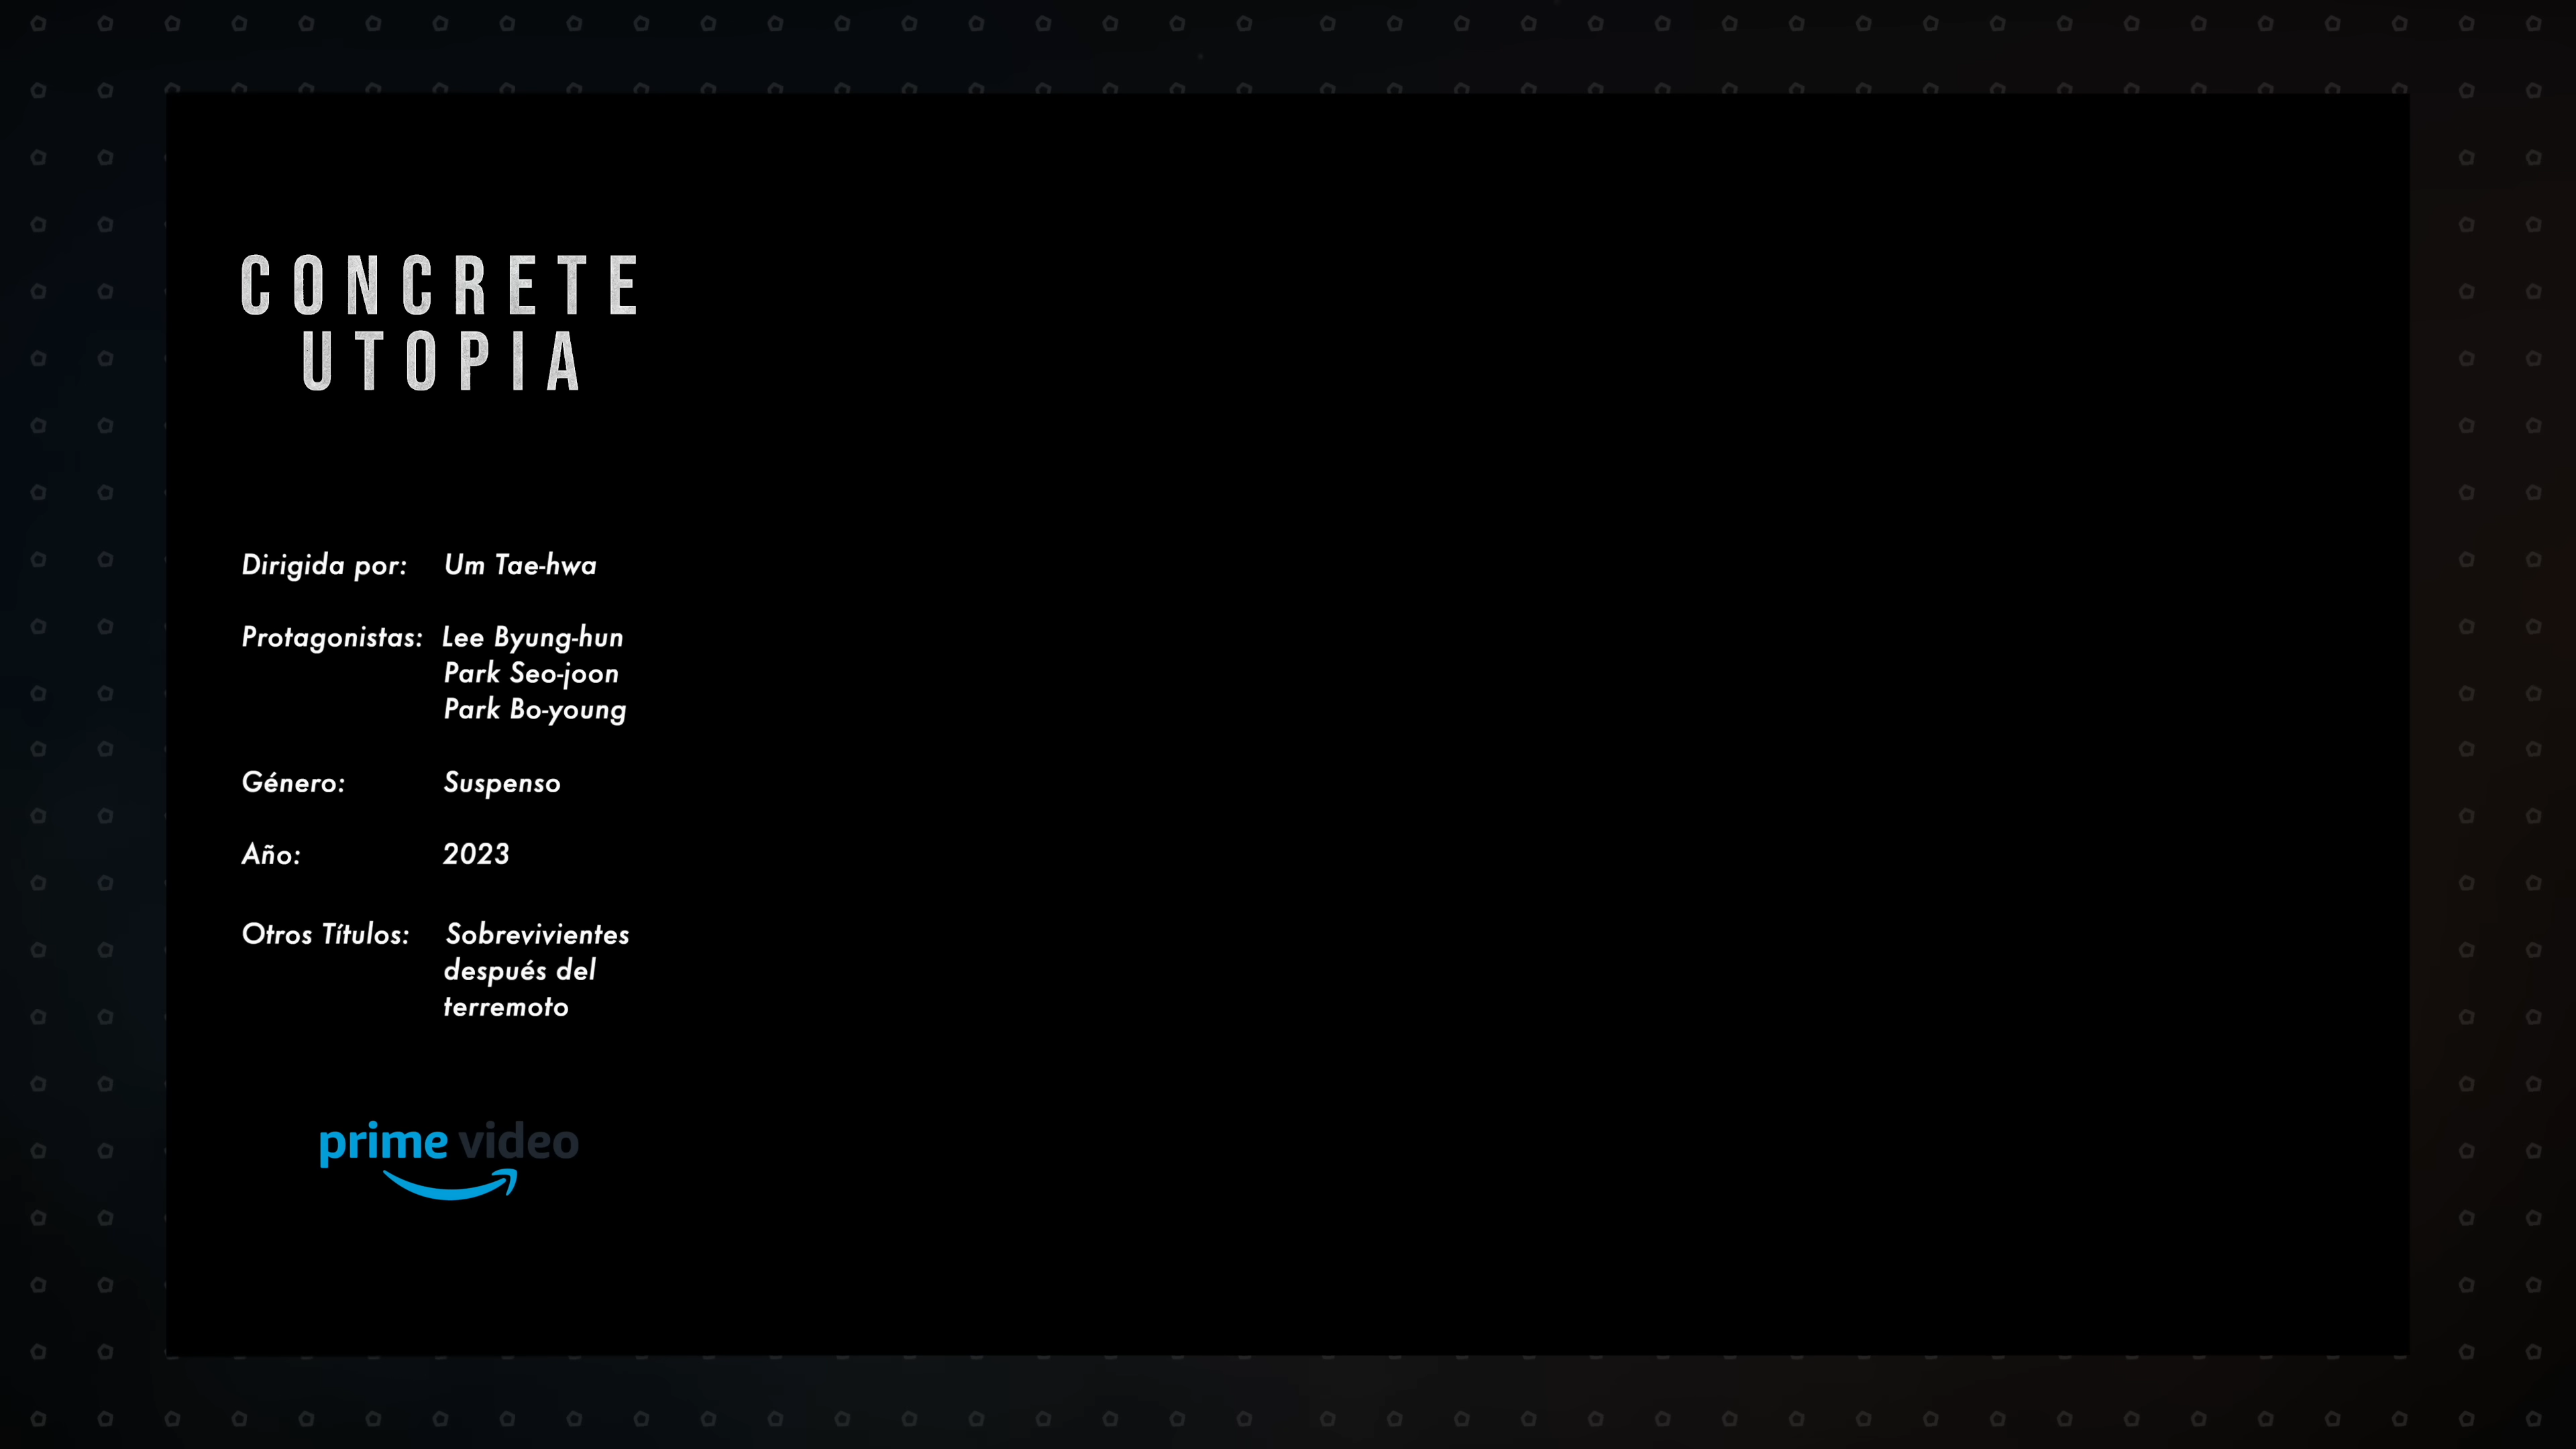 CONCRETE
UTOPIA
Dirigida por: Um Tae-hwa
Protagonistas: Lee Byung-hun
Park Seo-joon
Park Bo-young
Género: Suspenso
Año: 2023
Otros Títulos: Sobrevivientes
después del
terremoto
prime video